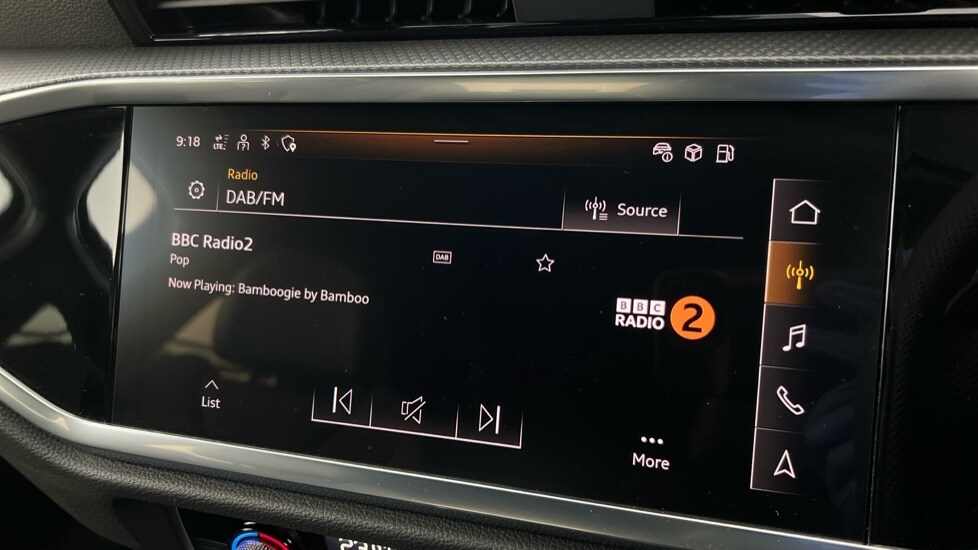 9:18 LTE
Radio
DAB/FM
Source
BBC Radio2
DAB
Pop
Now Playing: Bamboogie by Bamboo
BBC
RADIO 2
List
More